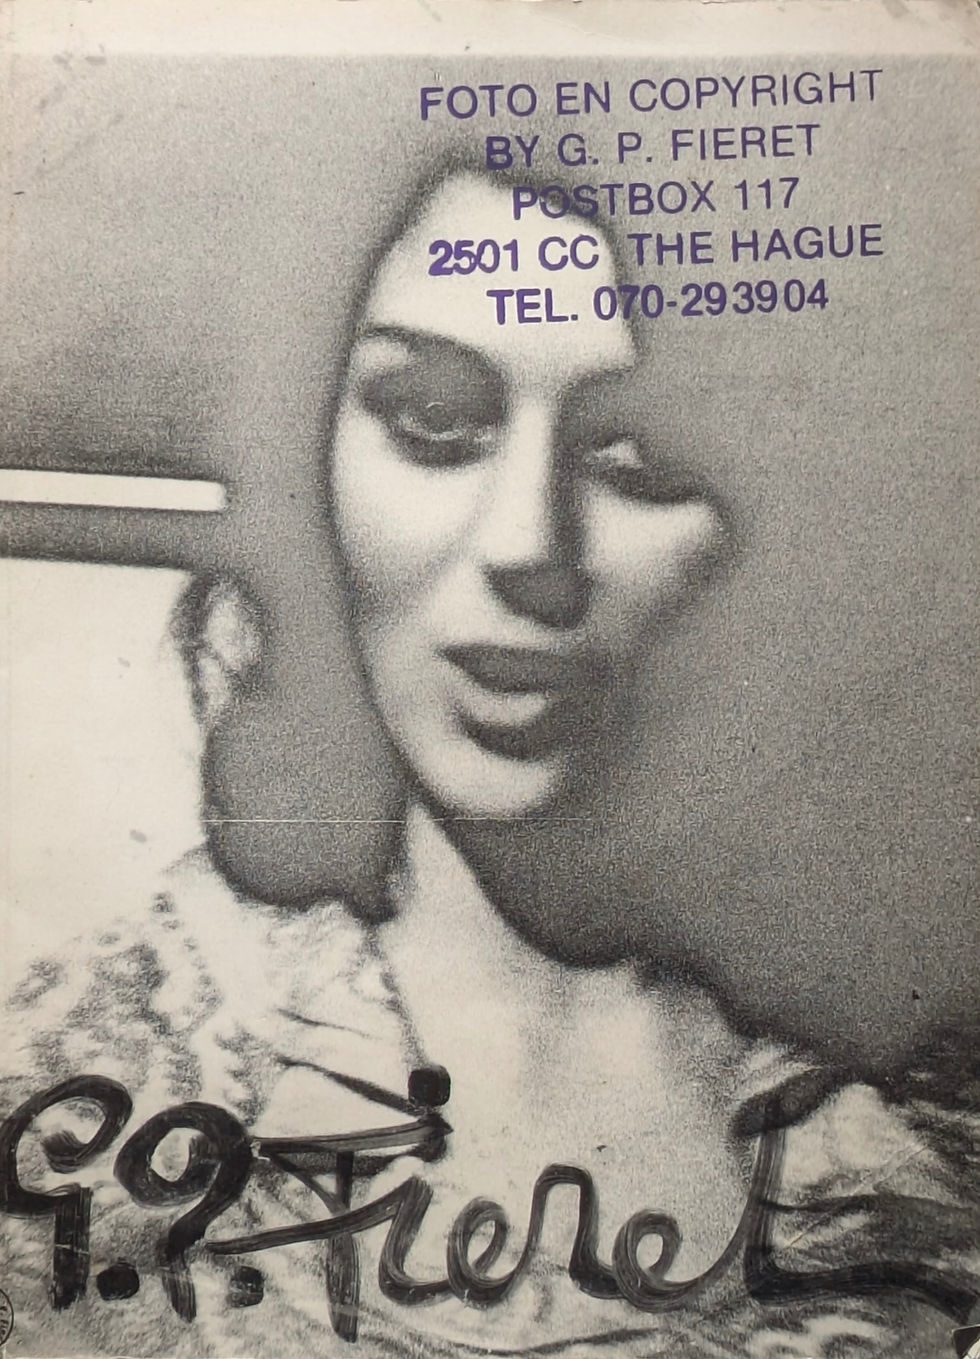 FOTO EN COPYRIGHT
BY G. P. FIERET
POSTBOX 117
2501 CC THE HAGUE
TEL. 070-293904
G.P. Fieret